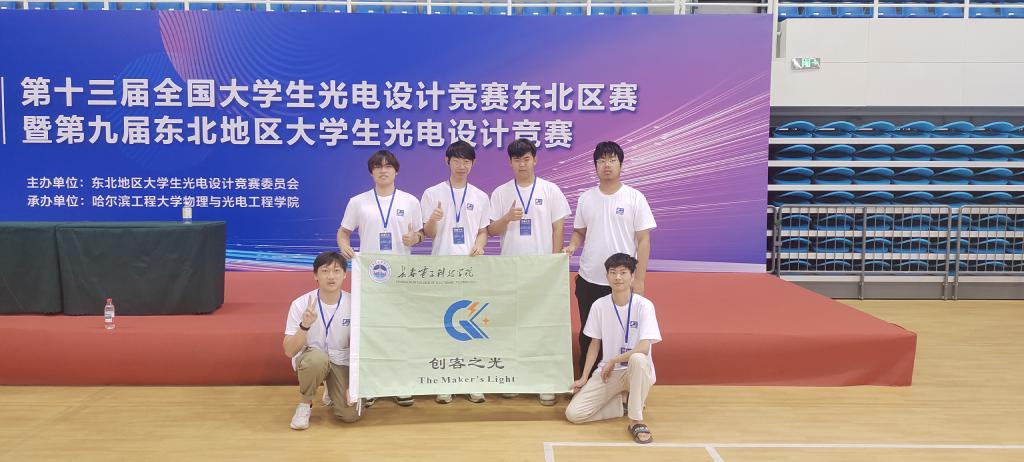 第十三届全国大学生光电设计竞赛东北区赛
暨第九届东北地区大学生光电设计竞赛
主办单位：东北地区大学生光电设计竞赛委员会
承办单位：哈尔滨工程大学物理与光电工程学院
长春电子科技学院
创客之光
The Maker's Light